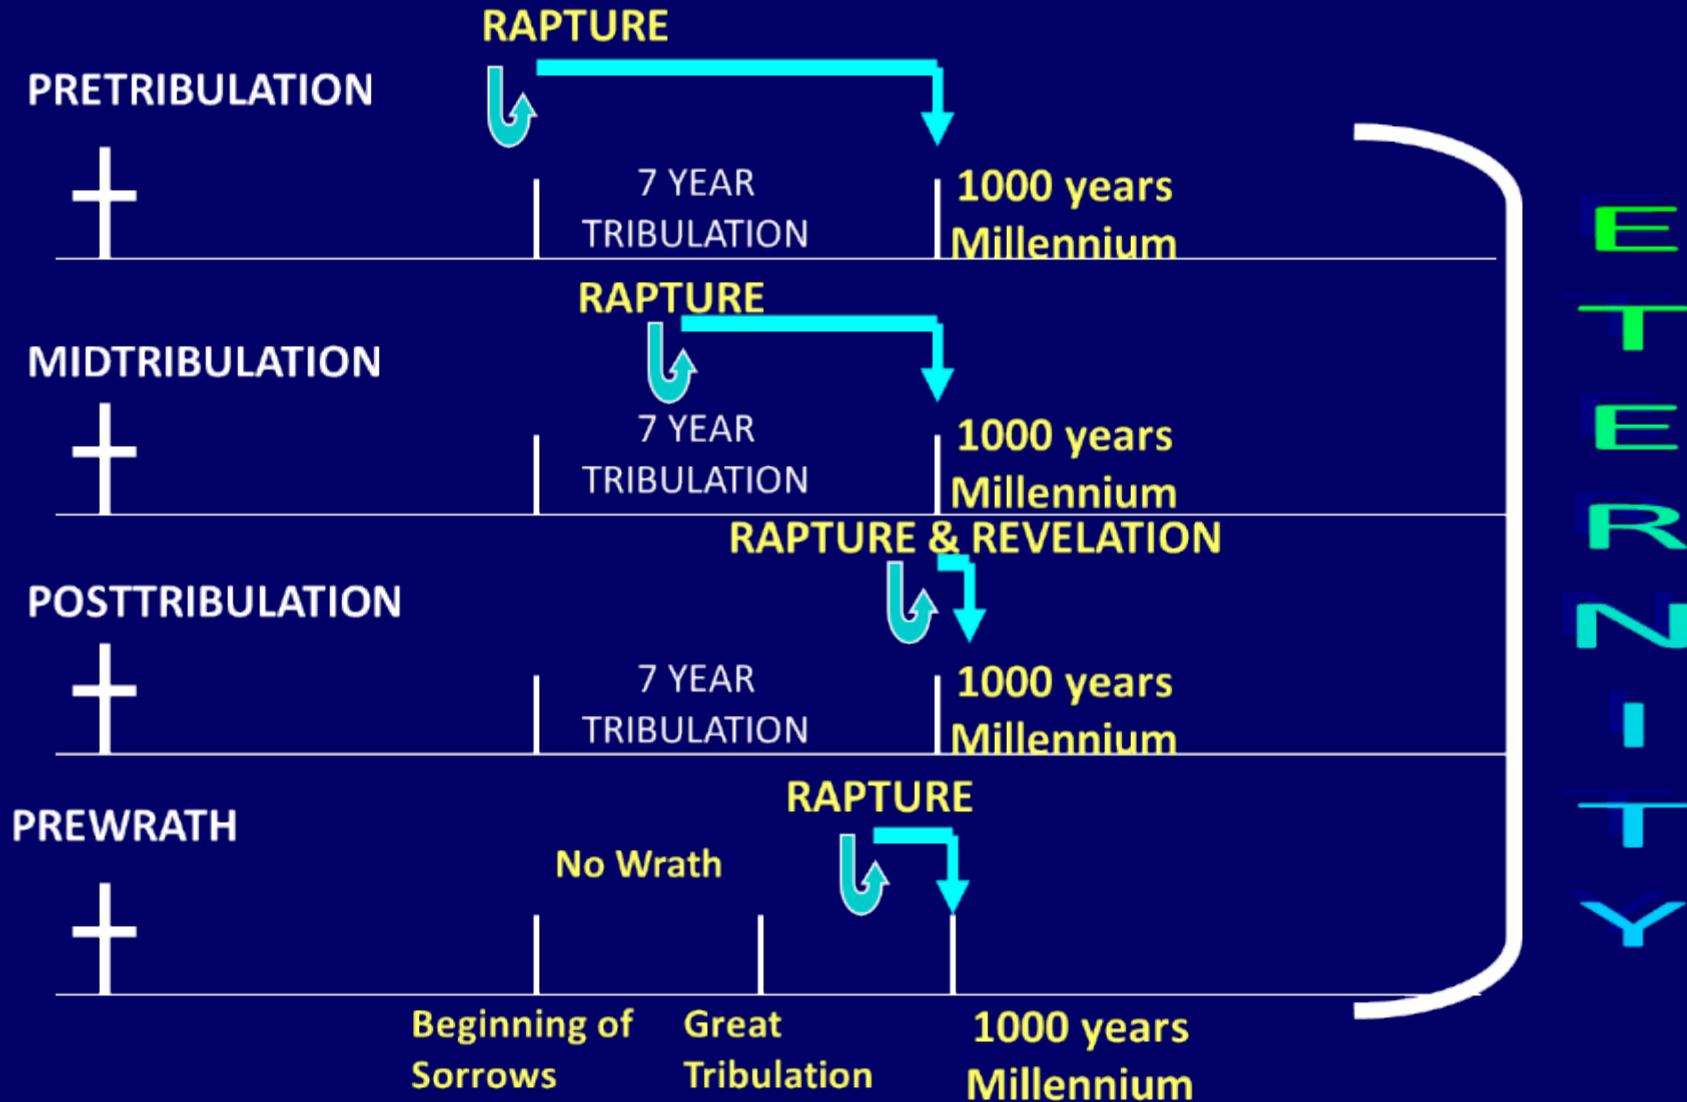 RAPTURE
PRETRIBULATION
7 YEAR
TRIBULATION
1000 years
Millennium
RAPTURE
MIDTRIBULATION
7 YEAR
TRIBULATION
1000 years
Millennium
RAPTURE & REVELATION
POSTTRIBULATION
7 YEAR
TRIBULATION
1000 years
Millennium
RAPTURE
PREWRATH
No Wrath
Beginning of
Sorrows
Great
Tribulation
1000 years
Millennium
ETERNITY